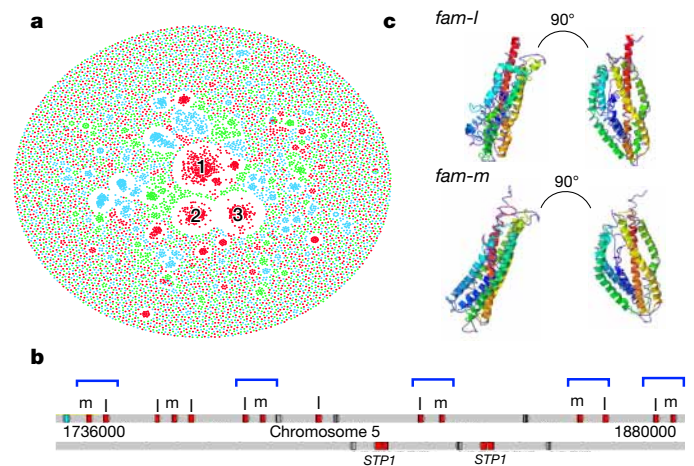 a
1
2
3
c
fam-l
90°
fam-m
90°
b
m l l m l l m l l m m l l m
1736000 Chromosome 5 1880000
STP1 STP1